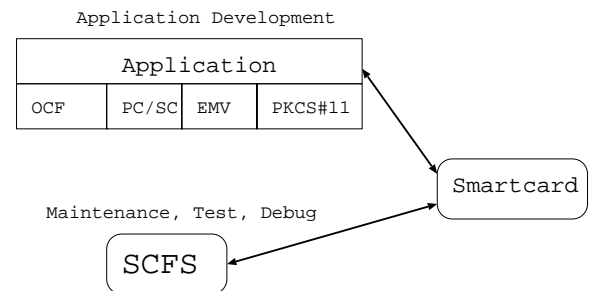 Application Development
Application
OCF PC/SC EMV PKCS#11
Smartcard
Maintenance, Test, Debug
SCFS